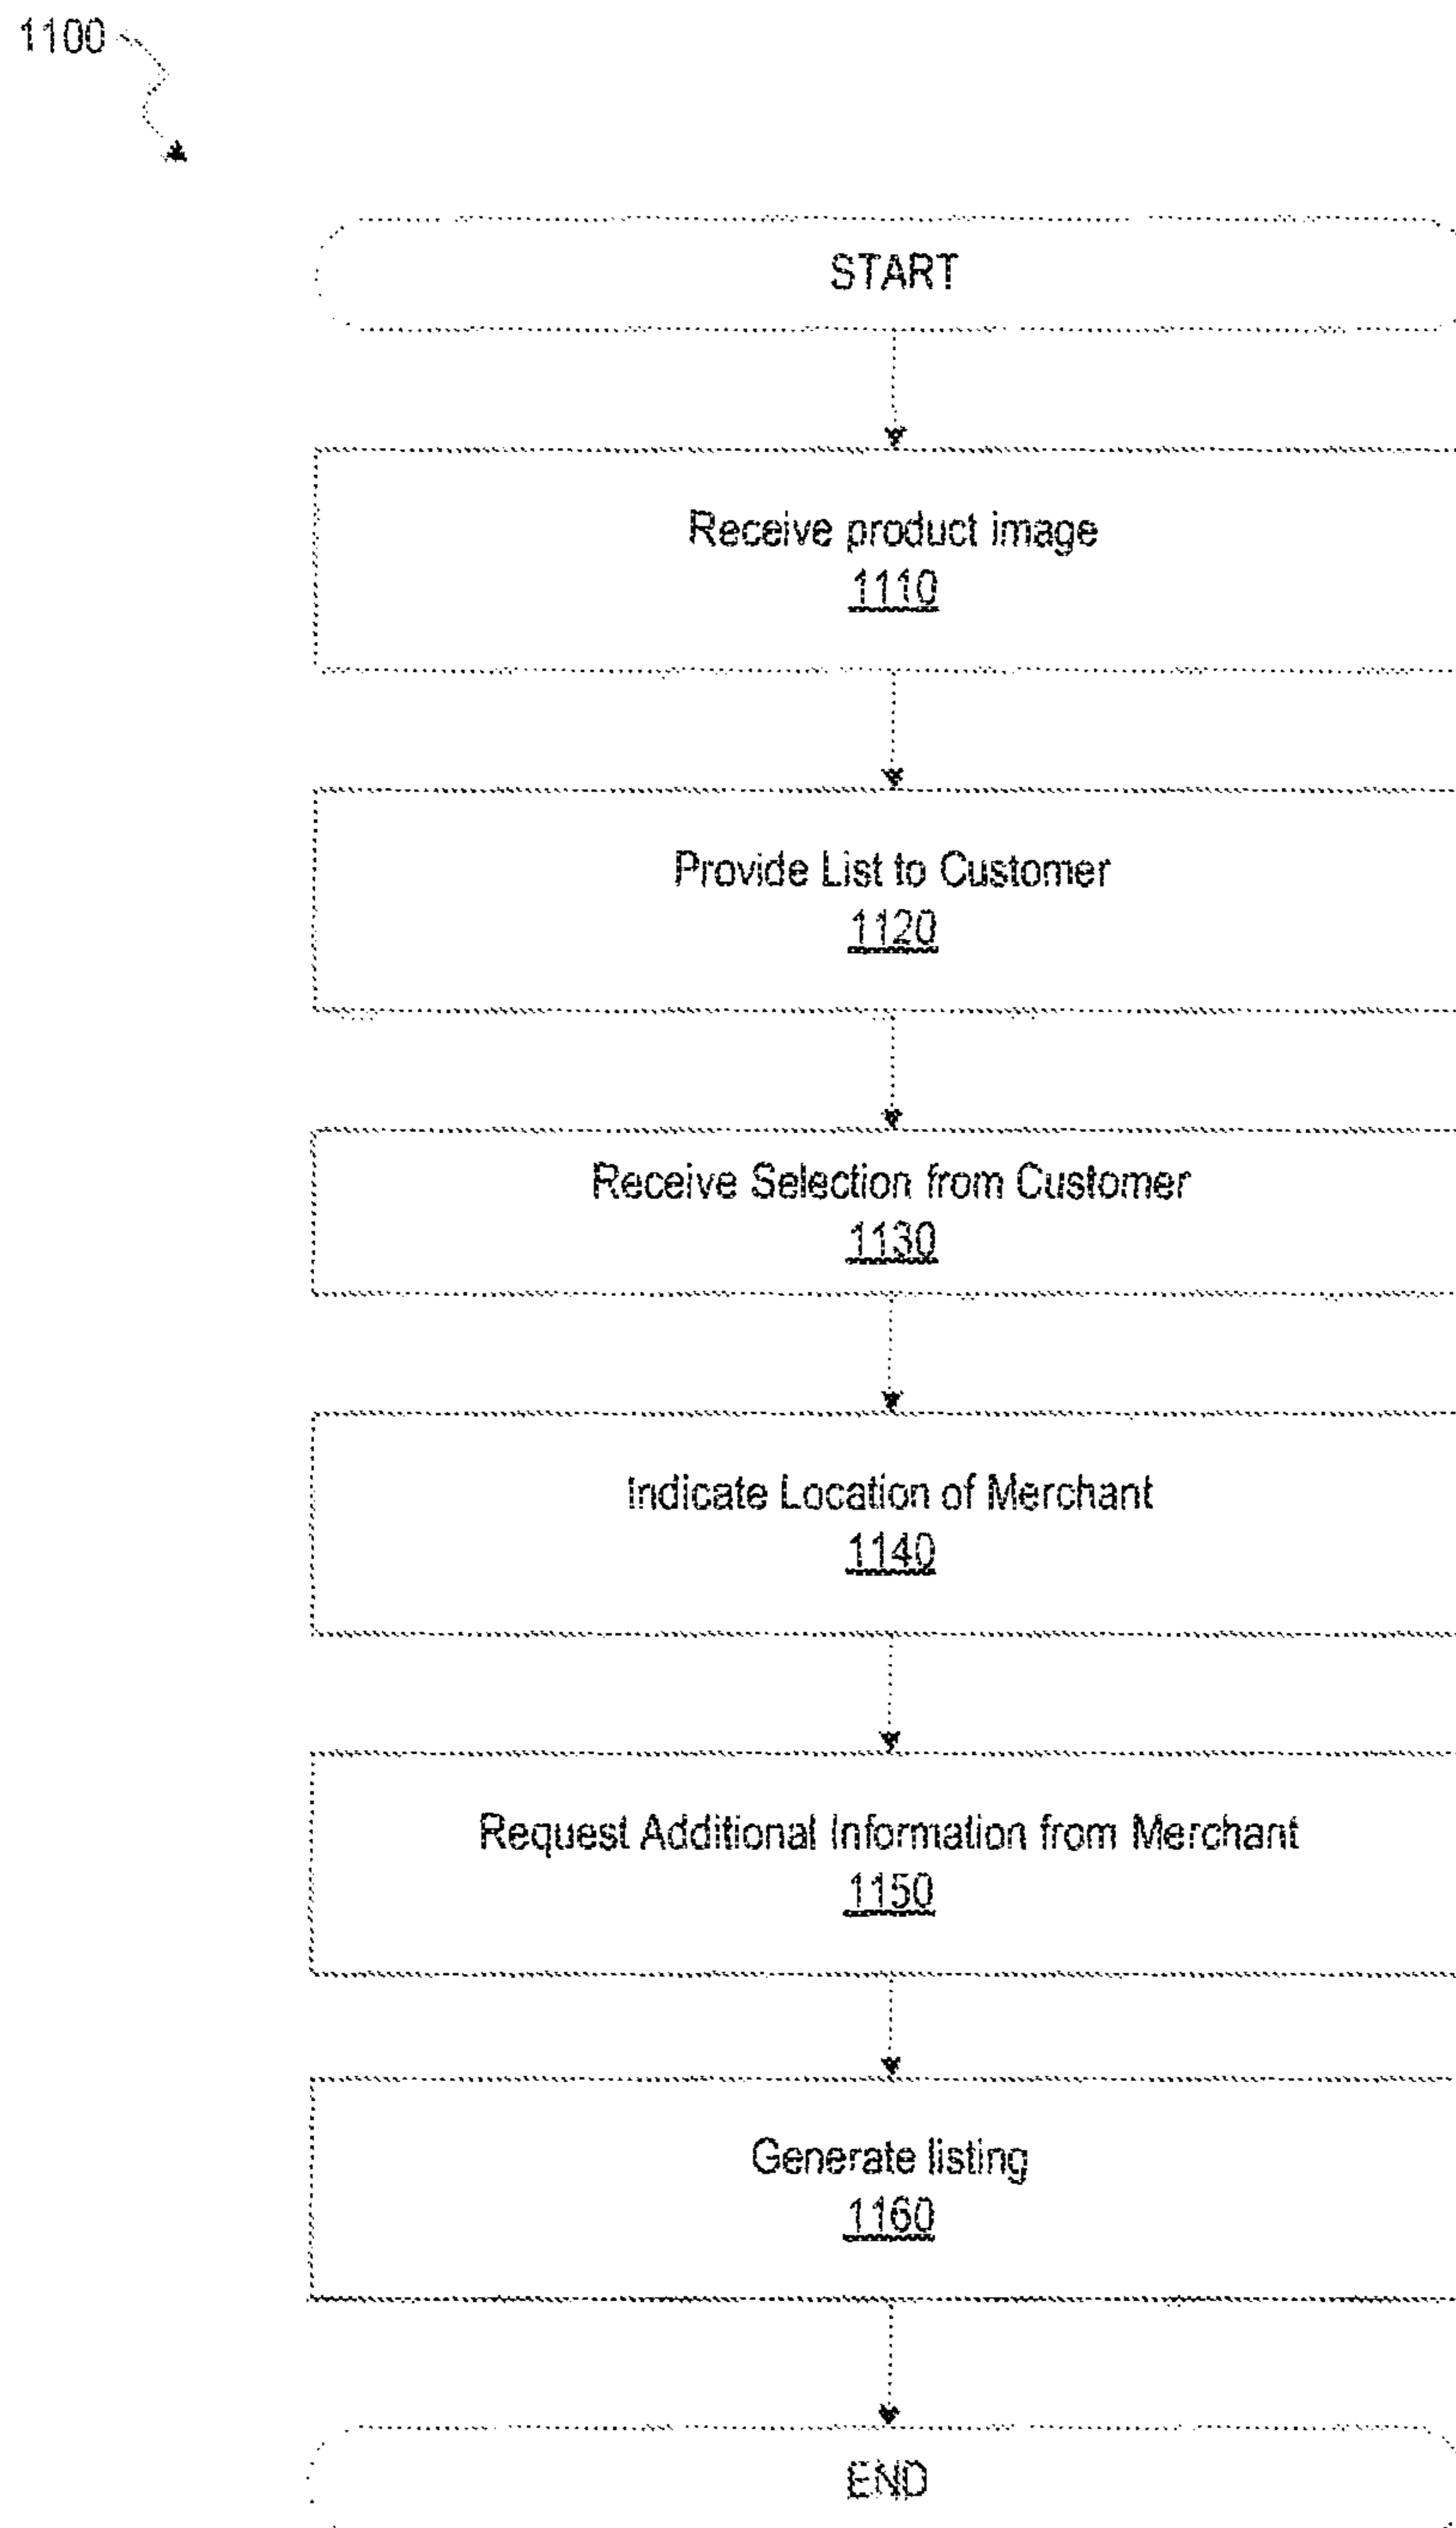 1100
START
Receive product image
1110
Provide List to Customer
1120
Receive Selection from Customer
1130
Indicate Location of Merchant
1140
Request Additional Information from Merchant
1150
Generate listing
1160
END